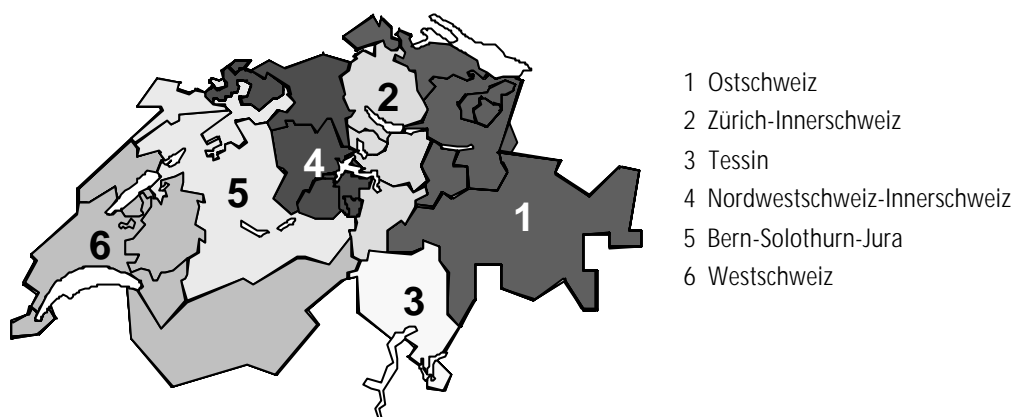 2
4
5
1
6
3
1 Ostschweiz
2 Zürich-Innerschweiz
3 Tessin
4 Nordwestschweiz-Innerschweiz
5 Bern-Solothurn-Jura
6 Westschweiz